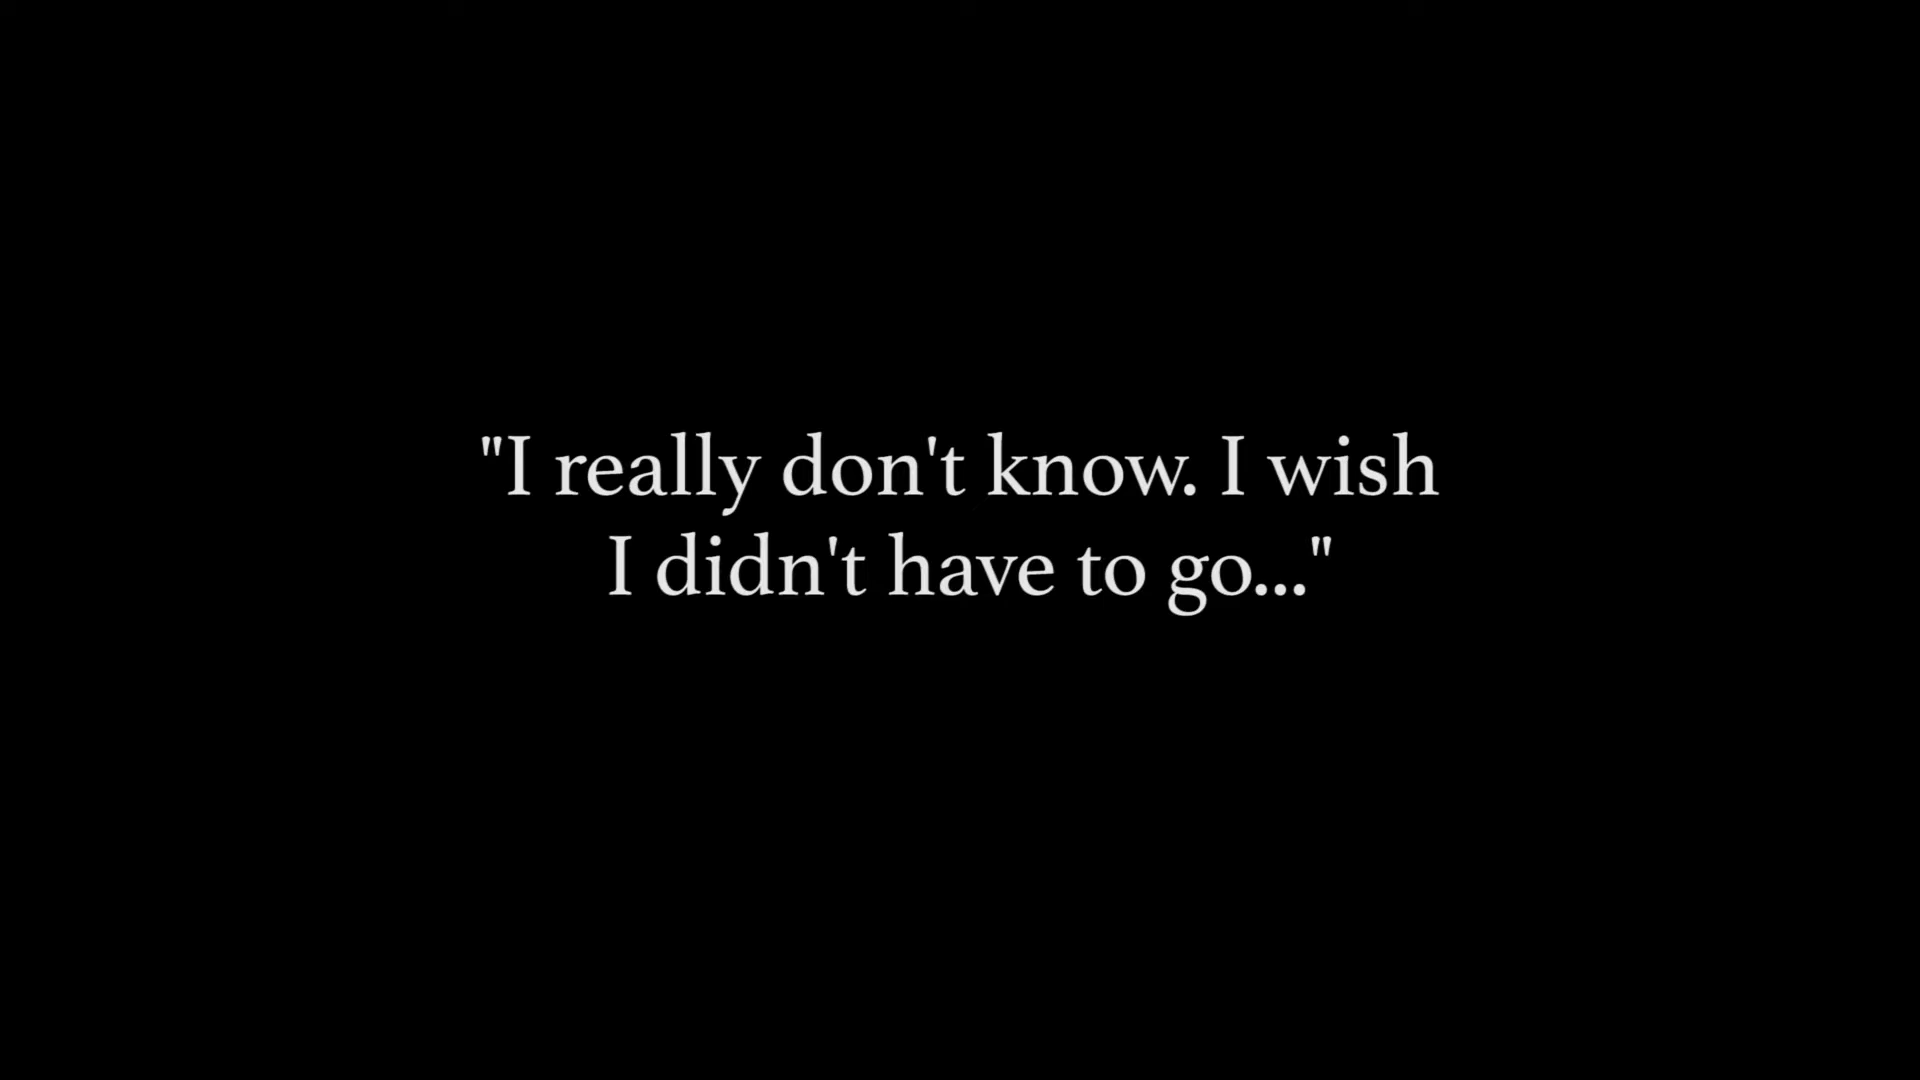 "I really don't know. I wish
I didn't have to go..."